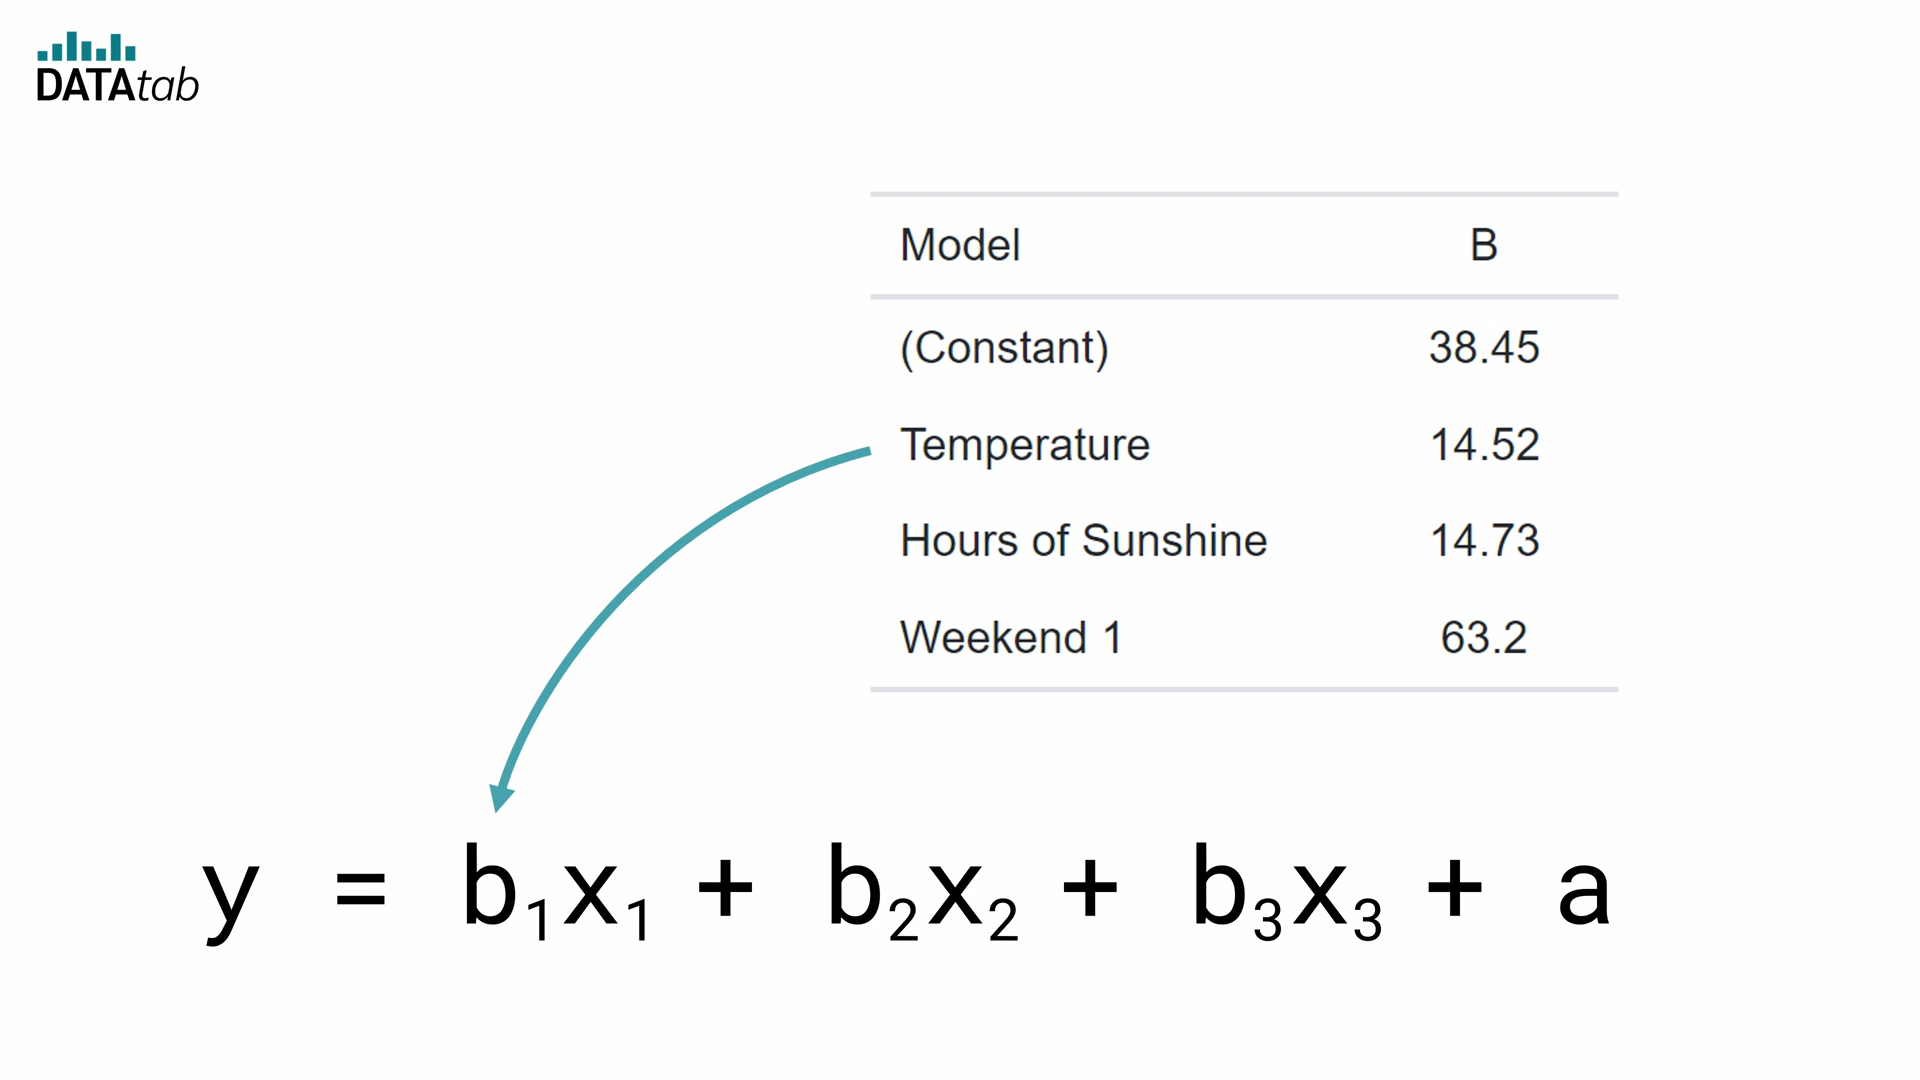 DATAtab
Model B
(Constant) 38.45
Temperature 14.52
Hours of Sunshine 14.73
Weekend 1 63.2
y = b₁x₁ + b₂x₂ + b₃x₃ + a